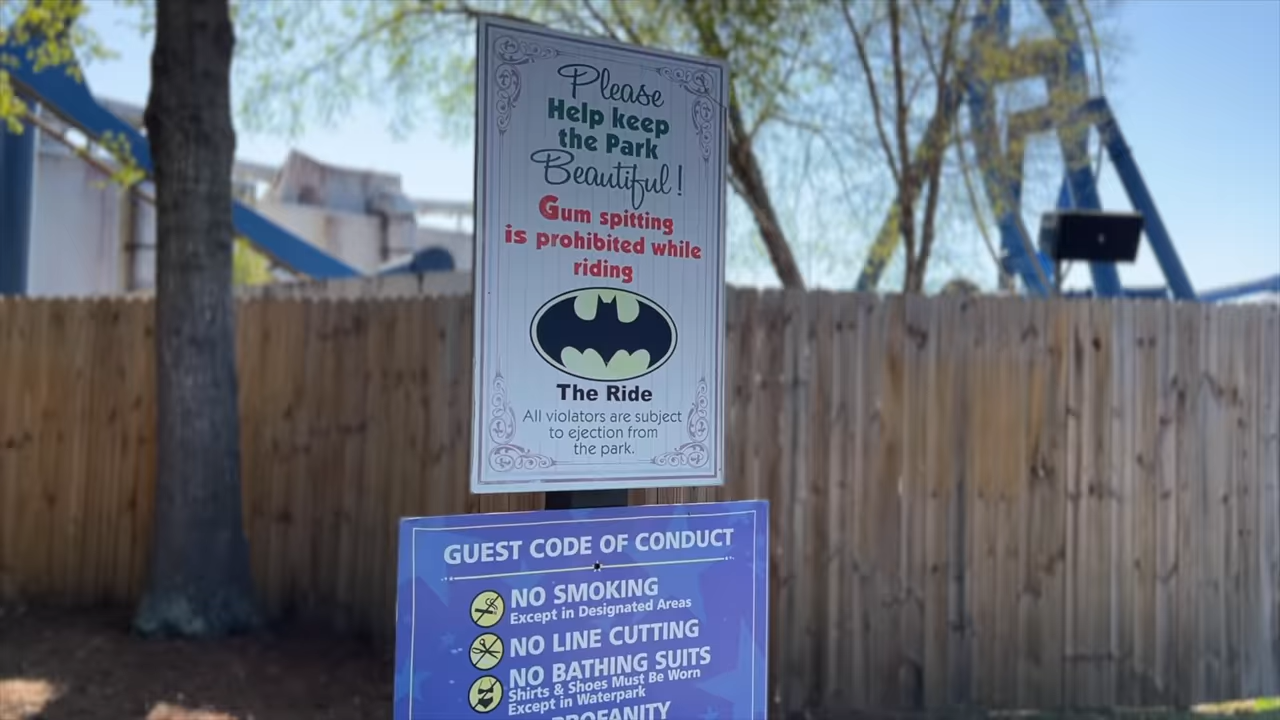 Please
Help keep
the Park
Beautiful!
Gum spitting
is prohibited while
riding
The Ride
All violators are subject
to ejection from
the park.
GUEST CODE OF CONDUCT
NO SMOKING
Except in Designated Areas
NO LINE CUTTING
NO BATHING SUITS
Shirts & Shoes Must Be Worn
Except in Waterpark
PROFANITY